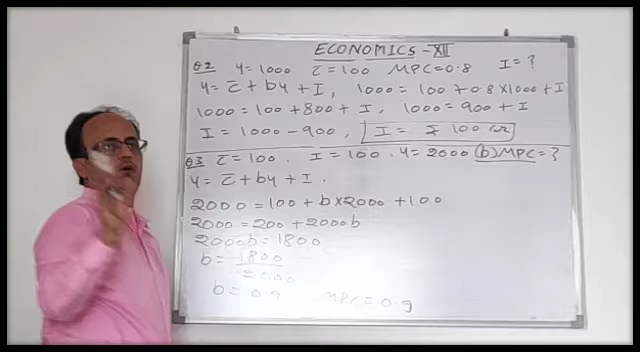 ECONOMICS - XII
Q2. Y=1000 C̅=100 MPC=0.8 I=?
Y= C̅ + by + I, 1000= 100 +0.8×1000+I
1000=100+800+I, 1000=900+I
I=1000-900, I= ₹ 100 cr
Q3 C̅=100. I=100. Y=2000 (b) MPC=?
Y= C̅ + by + I.
2000=100+b×2000+100
2000=200+2000b
2000b=1800
b= 1800
2000
b=0.9 MPC=0.9